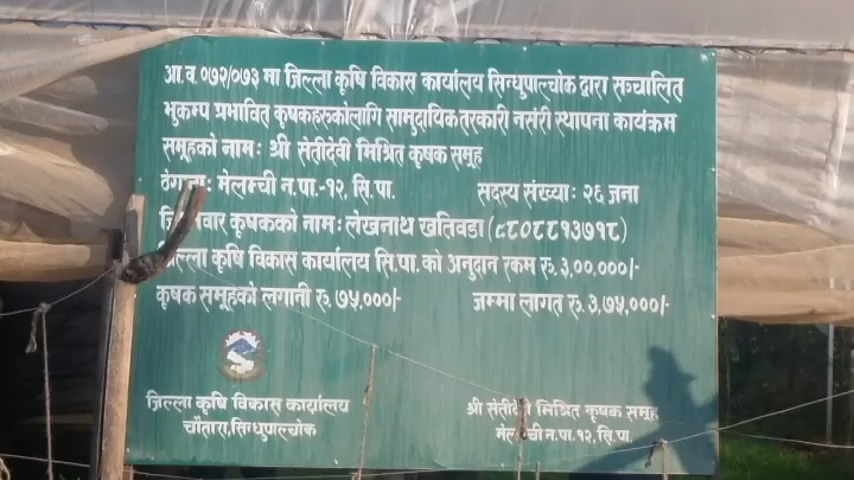 आ.व. ०७२/०७३ मा जिल्ला कृषि विकास कार्यालय सिन्धुपाल्चोक द्वारा सञ्चालित
भुकम्प प्रभावित कृषकहरुकोलागि सामुदायिक तरकारी नर्सरी स्थापना कार्यक्रम
समूहको नामः श्री सेतीदेवी मिश्रित कृषक समूह
ठेगाना: मेलम्ची न.पा.-१२, सि.पा. सदस्य संख्याः २६ जना
कृषकको नामः लेखनाथ खतिवडा (९८०८८१३७१८)
जिल्ला कृषि विकास कार्यालय सि.पा. को अनुदान रकम रु. ३,००,०००/-
कृषक समूहको लगानी रु. ७५,०००/- जम्मा लागत रु. ३,७५,०००/-
जिल्ला कृषि विकास कार्यालय
चौतारा, सिन्धुपाल्चोक
श्री सेतीदेवी मिश्रित कृषक समूह
मेलम्ची न.पा. १२, सि.पा.